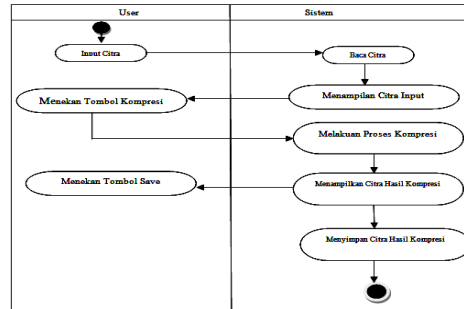 User
Sistem
Input Citra
Baca Citra
Menampilan Citra Input
Menekan Tombol Kompresi
Melakuan Proses Kompresi
Menampilkan Citra Hasil Kompresi
Menekan Tombol Save
Menyimpan Citra Hasil Kompresi